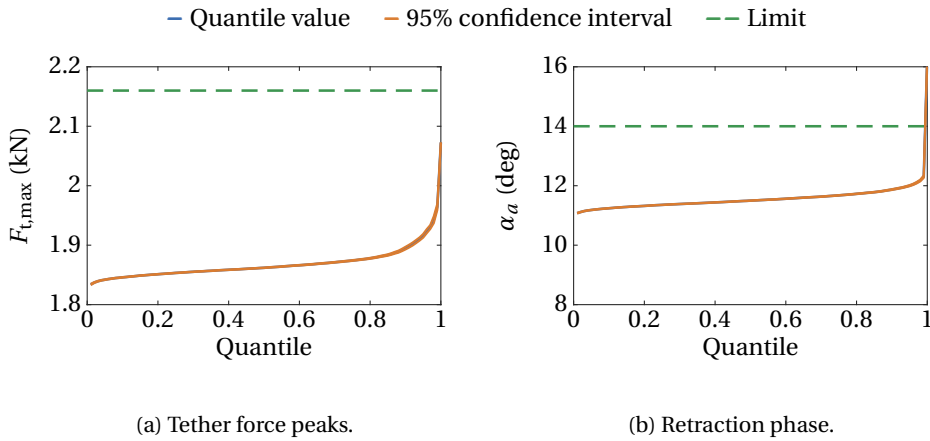 Quantile value 95% confidence interval Limit
2.2
2.1
2
1.9
1.8
F_t,max (kN)
0 0.2 0.4 0.6 0.8 1
Quantile
(a) Tether force peaks.
16
14
12
10
8
α_a (deg)
0 0.2 0.4 0.6 0.8 1
Quantile
(b) Retraction phase.